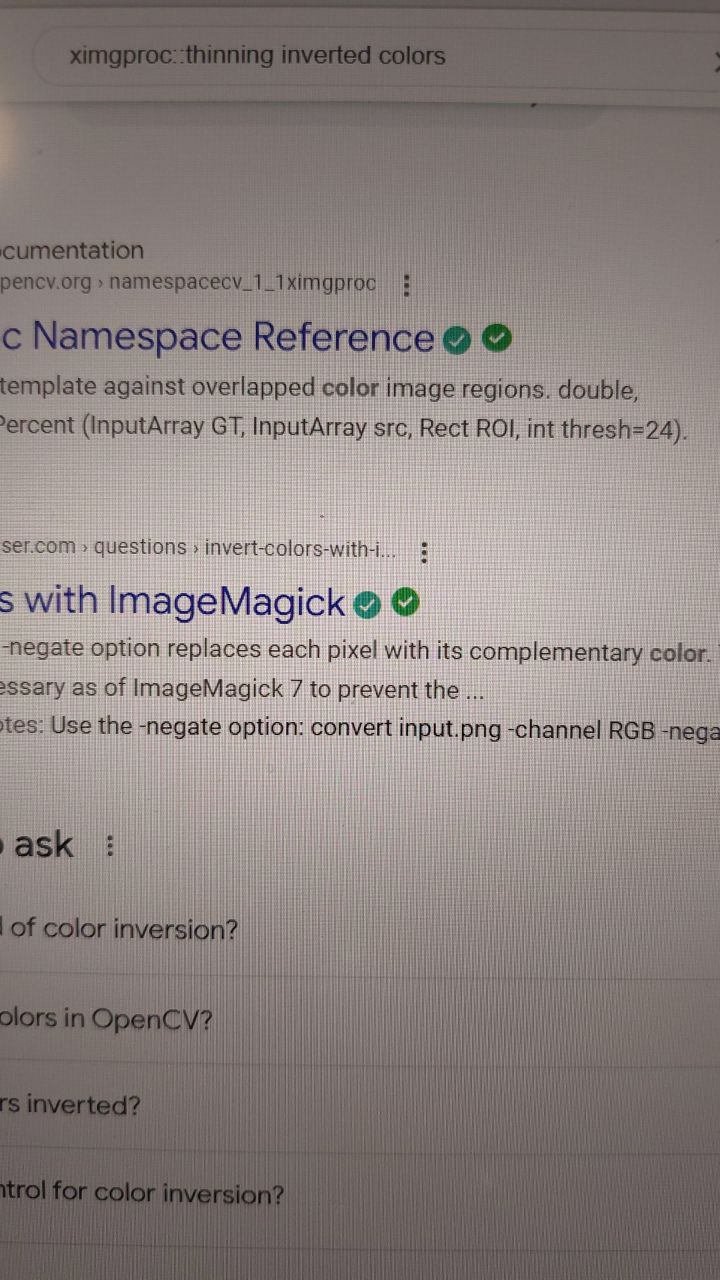 ximgproc::thinning inverted colors
ocumentation
pencv.org › namespacecv_1_1ximgproc
c Namespace Reference
template against overlapped color image regions. double,
Percent (InputArray GT, InputArray src, Rect ROI, int thresh=24).
ser.com › questions › invert-colors-with-i...
s with ImageMagick
-negate option replaces each pixel with its complementary color.
essary as of ImageMagick 7 to prevent the ...
otes: Use the -negate option: convert input.png -channel RGB -nega
o ask
of color inversion?
olors in OpenCV?
rs inverted?
ntrol for color inversion?